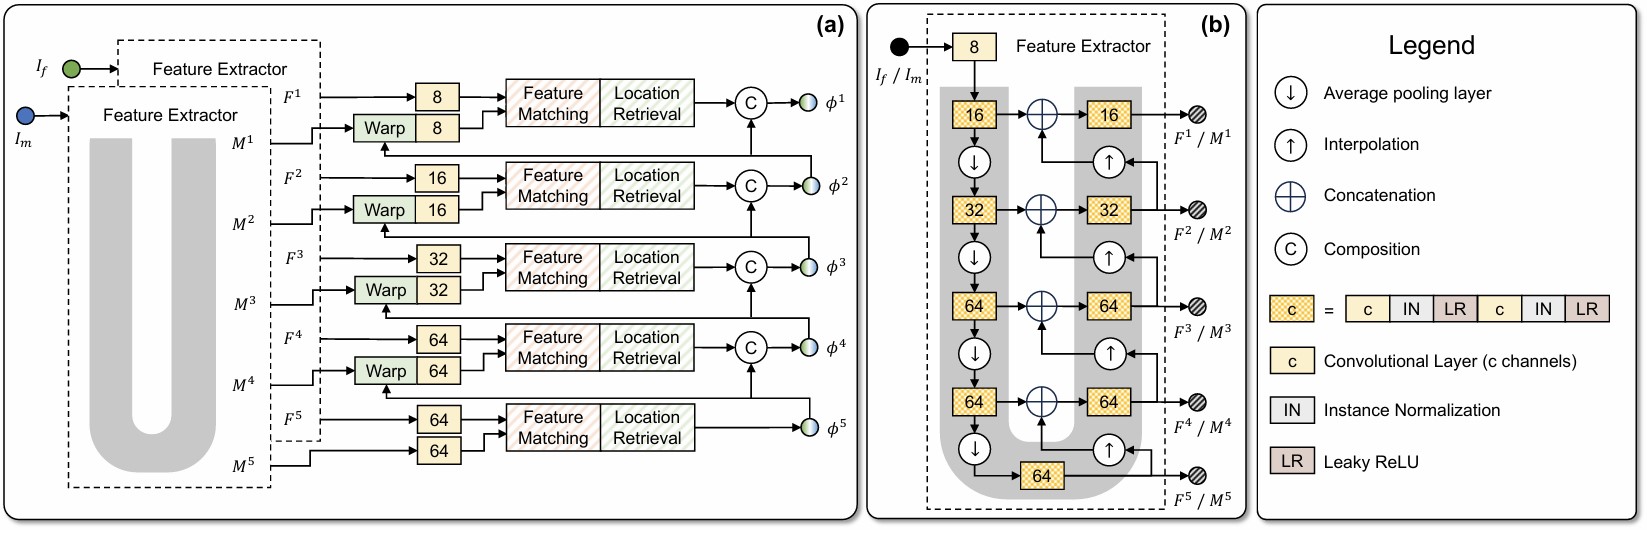 (a)
I_f
Feature Extractor
I_m
Feature Extractor
F^1
8
Feature Matching
Location Retrieval
C
ϕ^1
M^1
Warp
8
F^2
16
Feature Matching
Location Retrieval
C
ϕ^2
M^2
Warp
16
F^3
32
Feature Matching
Location Retrieval
C
ϕ^3
M^3
Warp
32
F^4
64
Feature Matching
Location Retrieval
C
ϕ^4
M^4
Warp
64
F^5
64
Feature Matching
Location Retrieval
ϕ^5
M^5
64
(b)
8
Feature Extractor
I_f / I_m
16
16
F^1 / M^1
↓
↑
32
32
F^2 / M^2
↓
↑
64
64
F^3 / M^3
↓
↑
64
64
F^4 / M^4
↓
↑
64
F^5 / M^5
Legend
↓ Average pooling layer
↑ Interpolation
Concatenation
C Composition
c = c IN LR c IN LR
c Convolutional Layer (c channels)
IN Instance Normalization
LR Leaky ReLU